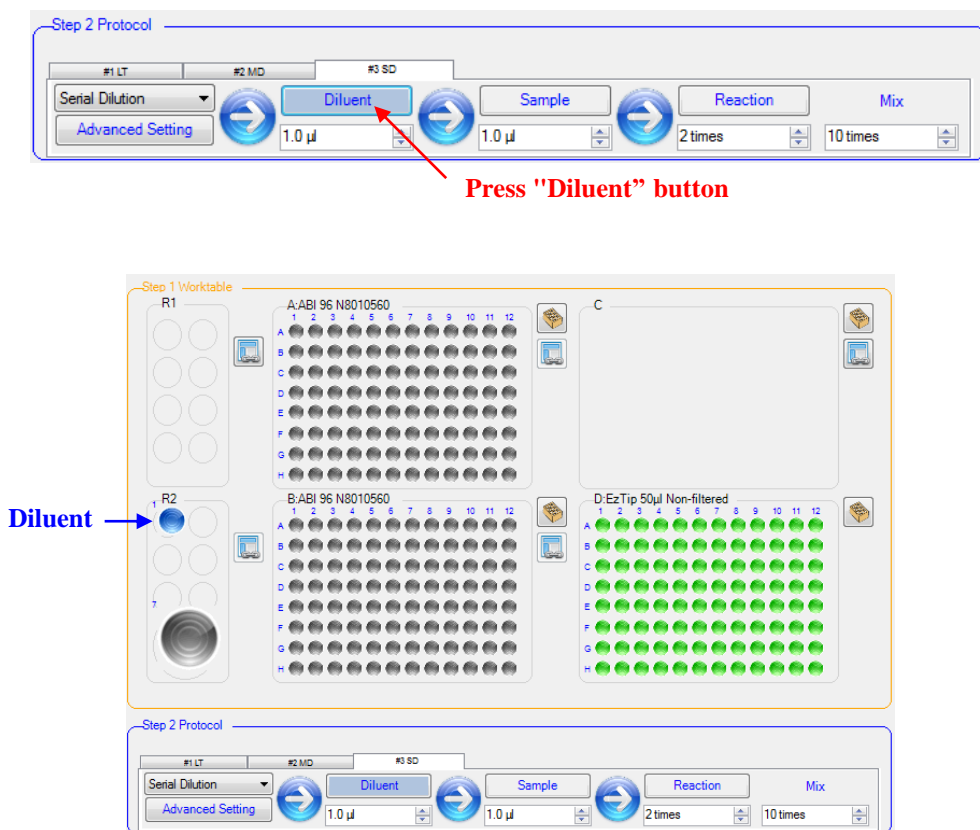 Step 2 Protocol
#1 LT #2 MD #3 SD
Serial Dilution Diluent Sample Reaction Mix
Advanced Setting 1.0 µl 1.0 µl 2 times 10 times
Press "Diluent” button
Step 1 Worktable
R1 A:ABI 96 N8010560 C
1 2 3 4 5 6 7 8 9 10 11 12
A
B
C
D
E
F
G
H
R2 B:ABI 96 N8010560 D:EzTip 50µl Non-filtered
1 1 2 3 4 5 6 7 8 9 10 11 12 1 2 3 4 5 6 7 8 9 10 11 12
Diluent A A
B B
C C
D D
7 E E
F F
G G
H H
Step 2 Protocol
#1 LT #2 MD #3 SD
Serial Dilution Diluent Sample Reaction Mix
Advanced Setting 1.0 µl 1.0 µl 2 times 10 times